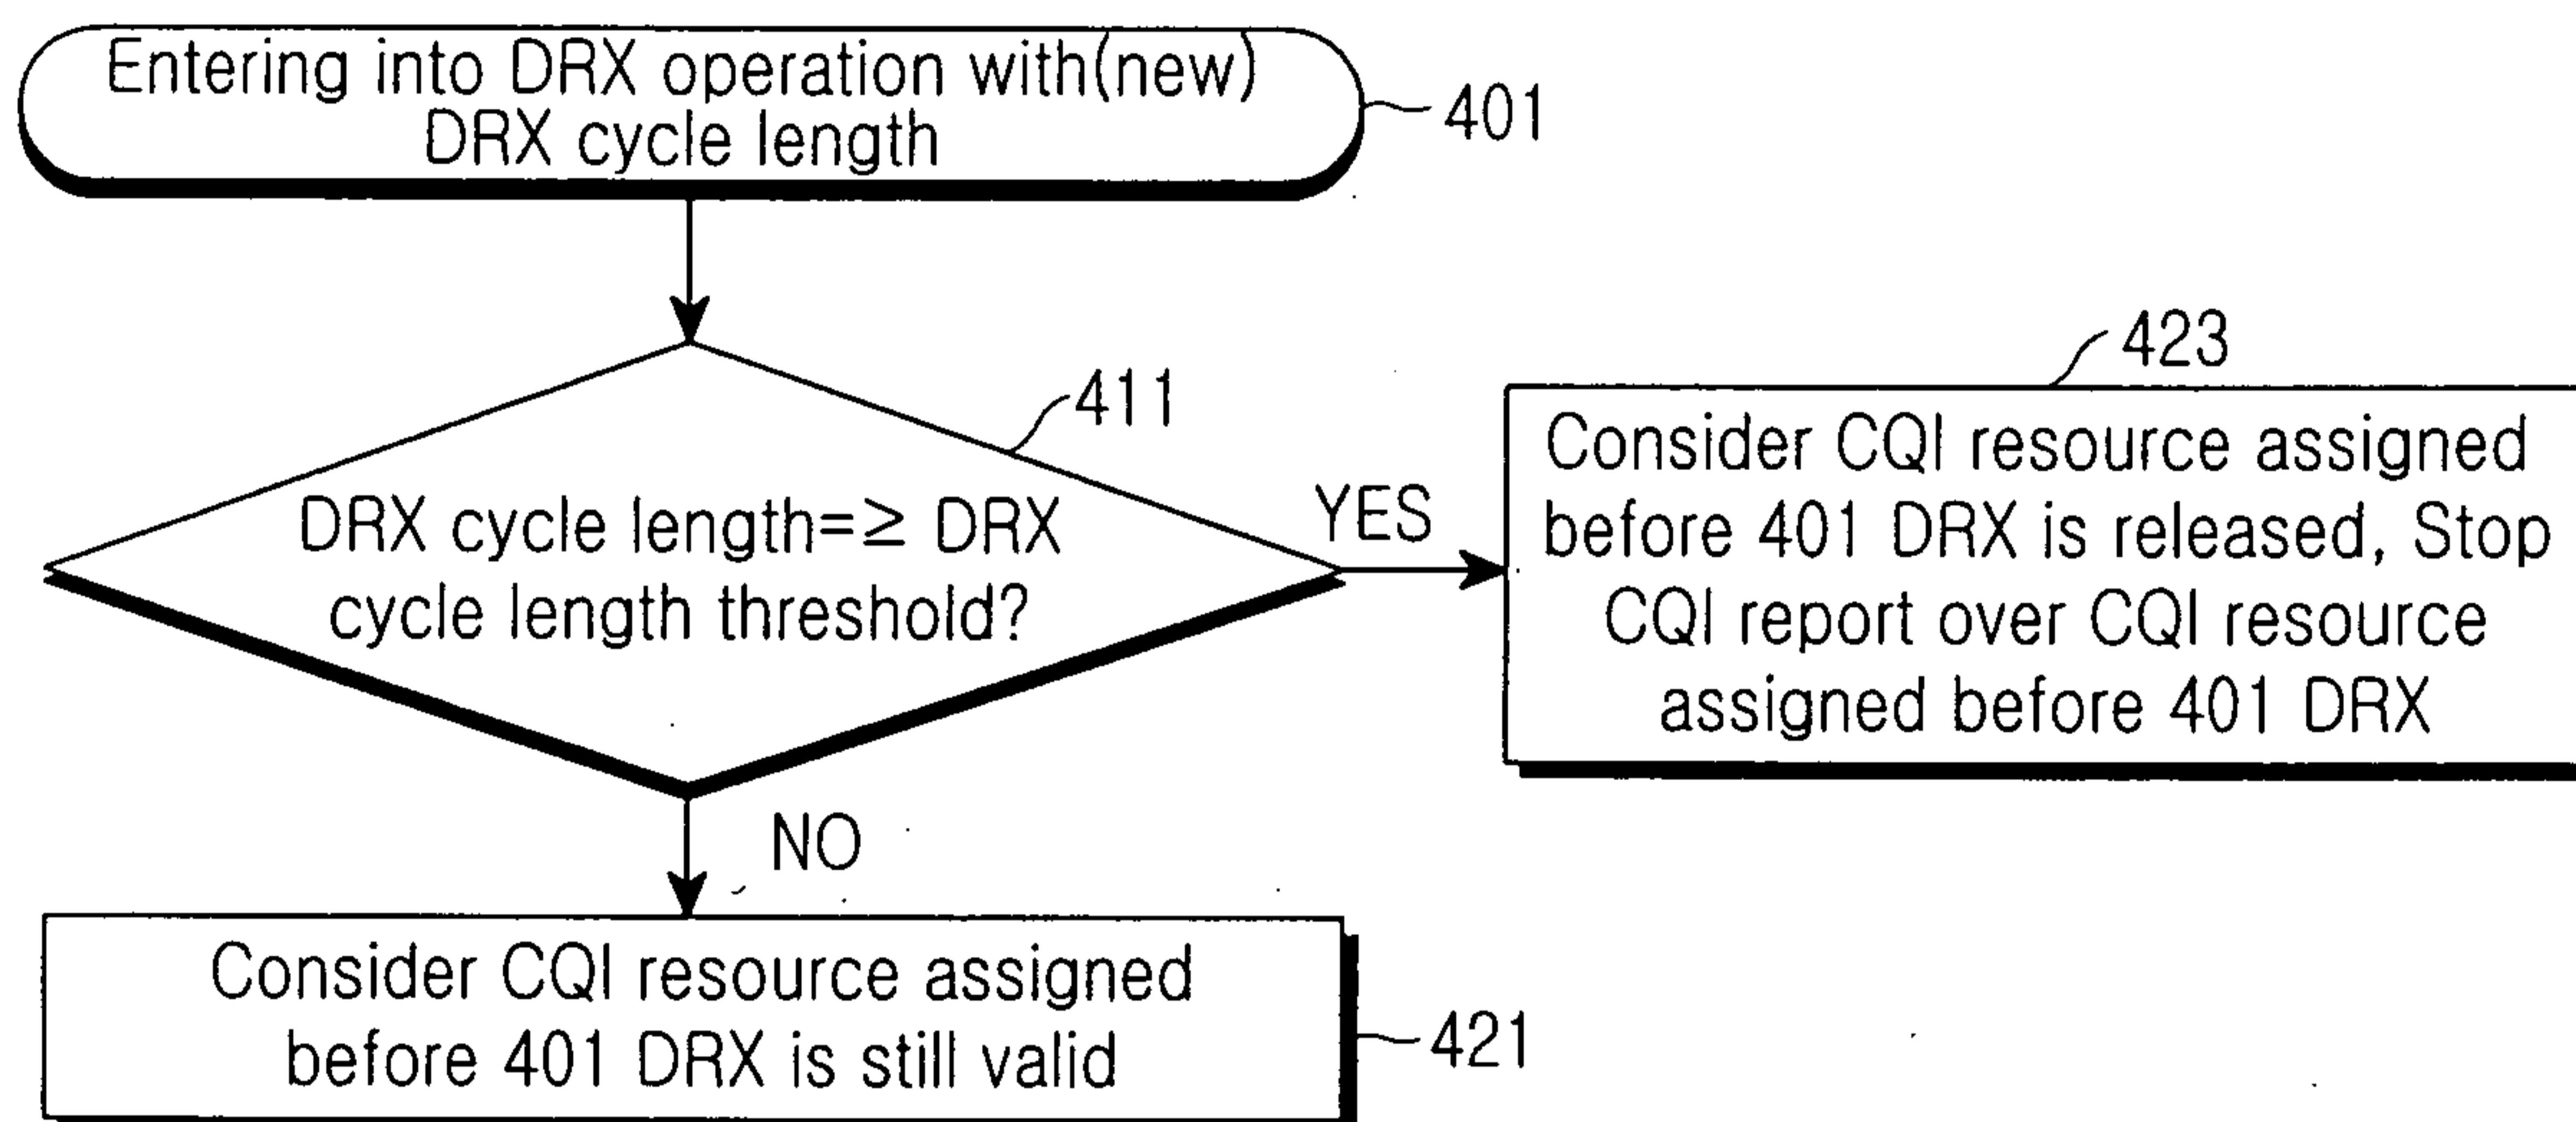 Entering into DRX operation with(new)
DRX cycle length
401
411
DRX cycle length=≥ DRX
cycle length threshold?
YES
423
Consider CQI resource assigned
before 401 DRX is released, Stop
CQI report over CQI resource
assigned before 401 DRX
NO
Consider CQI resource assigned
before 401 DRX is still valid
421